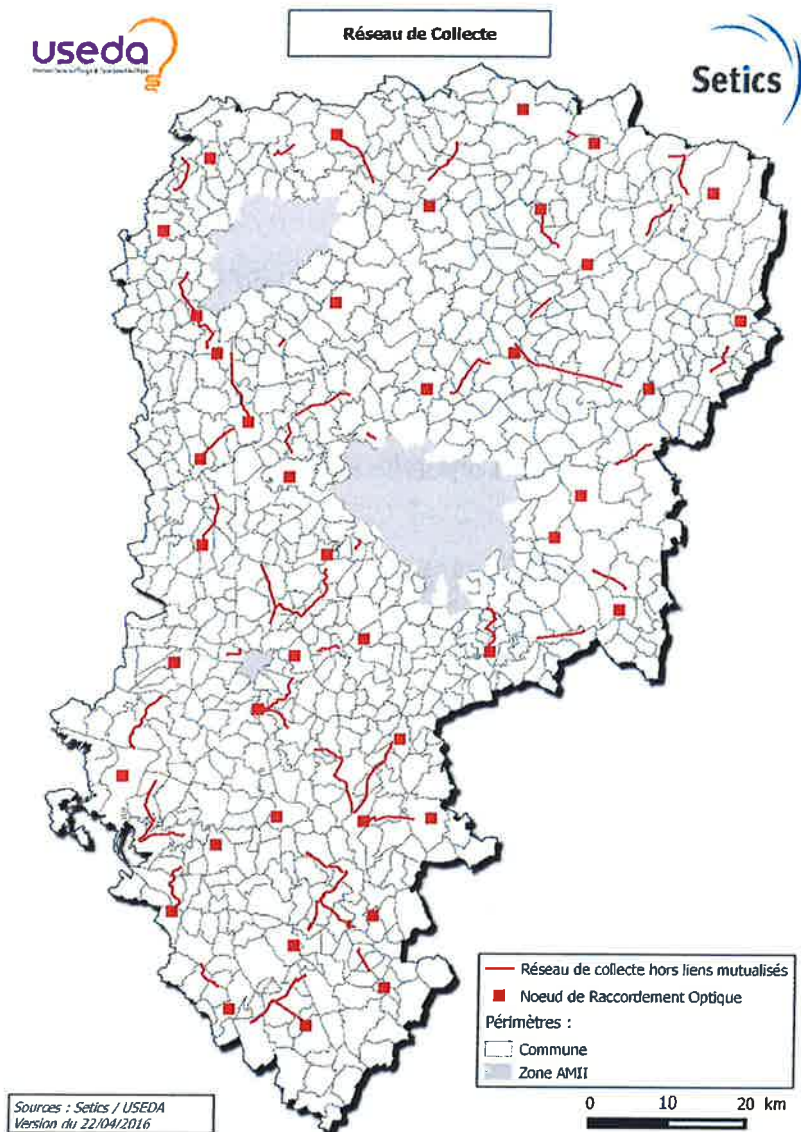 Réseau de Collecte
useda
Setics
Réseau de collecte hors liens mutualisés
Noeud de Raccordement Optique
Périmètres :
Commune
Zone AMII
0 10 20 km
Sources : Setics / USEDA
Version du 22/04/2016